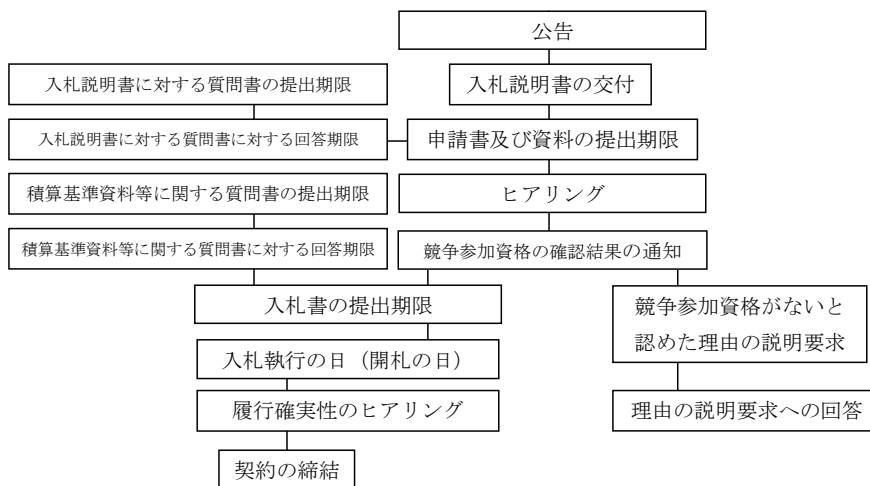 公告
入札説明書に対する質問書の提出期限
入札説明書の交付
入札説明書に対する質問書に対する回答期限
申請書及び資料の提出期限
積算基準資料等に関する質問書の提出期限
ヒアリング
積算基準資料等に関する質問書に対する回答期限
競争参加資格の確認結果の通知
入札書の提出期限
競争参加資格がないと
認めた理由の説明要求
入札執行の日（開札の日）
履行確実性のヒアリング
理由の説明要求への回答
契約の締結